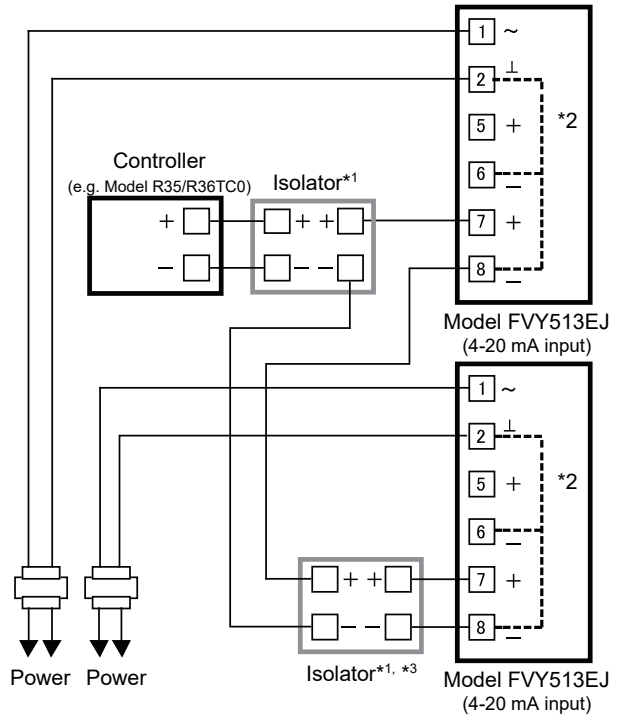 1 ~
2 ⊥
5 + *2
6 −
Controller
(e.g. Model R35/R36TC0)
Isolator*1
+ + + 7 +
− − − 8 −
Model FVY513EJ
(4-20 mA input)
1 ~
2 ⊥
5 + *2
6 −
+ + 7 +
− − 8 −
Power Power
Isolator*1, *3
Model FVY513EJ
(4-20 mA input)